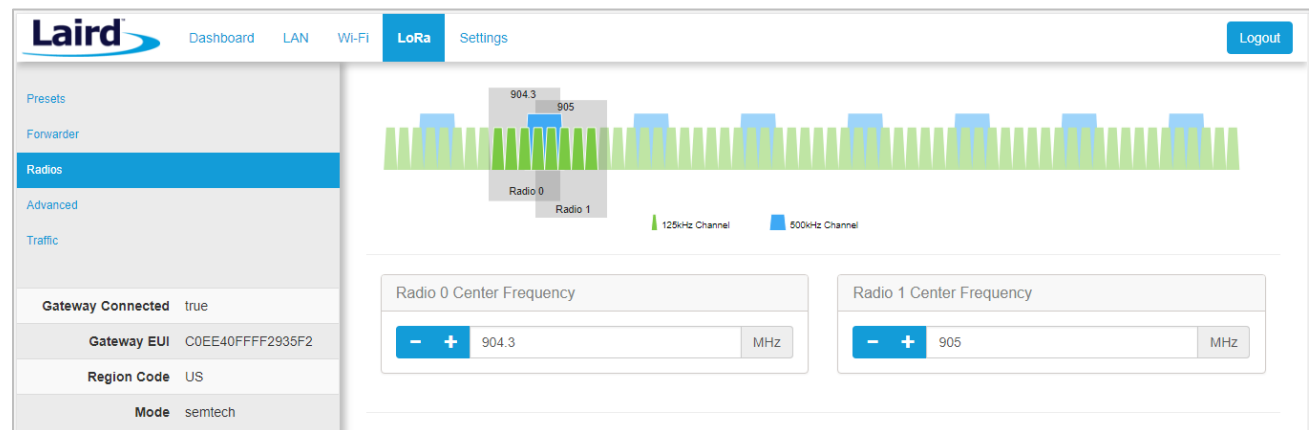 Laird
Dashboard LAN Wi-Fi LoRa Settings Logout
Presets
Forwarder
Radios
Advanced
Traffic
Gateway Connected true
Gateway EUI C0EE40FFFF2935F2
Region Code US
Mode semtech
904.3
905
Radio 0
Radio 1
125kHz Channel 500kHz Channel
Radio 0 Center Frequency
- + 904.3 MHz
Radio 1 Center Frequency
- + 905 MHz